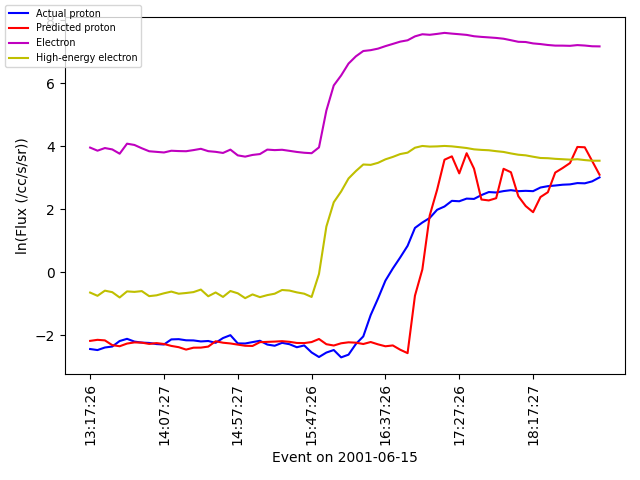 8
Actual proton
Predicted proton
Electron
High-energy electron
6
4
2
0
−2
ln(Flux (/cc/s/sr))
13:17:26
14:07:27
14:57:27
15:47:26
16:37:26
17:27:26
18:17:27
Event on 2001-06-15